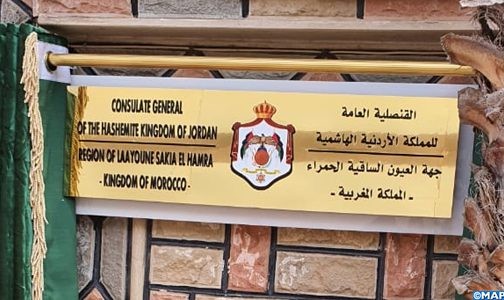 CONSULATE GENERAL
OF THE HASHEMITE KINGDOM OF JORDAN
REGION OF LAAYOUNE SAKIA EL HAMRA
- KINGDOM OF MOROCCO -
القنصلية العامة
للمملكة الأردنية الهاشمية
جهة العيون الساقية الحمراء
- المملكة المغربية -
©MAP